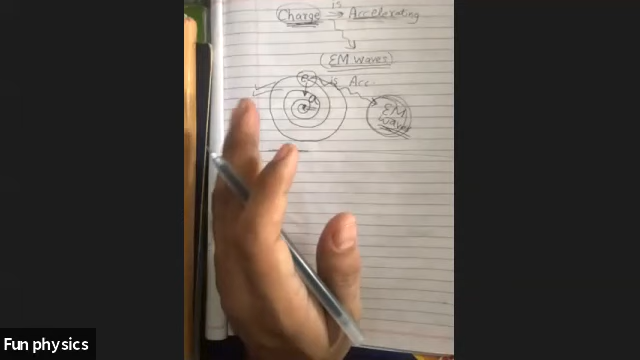 is
Charge ⇒ Accelerating
EM waves
e- is Acc.
EM
waves
Fun physics